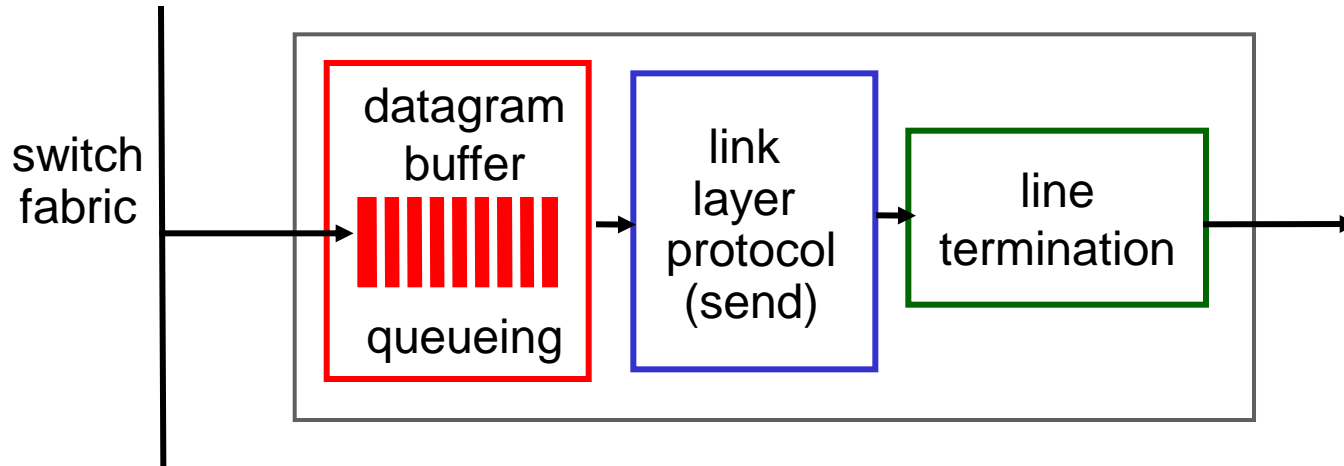 switch
fabric
datagram
buffer
queueing
link
layer
protocol
(send)
line
termination